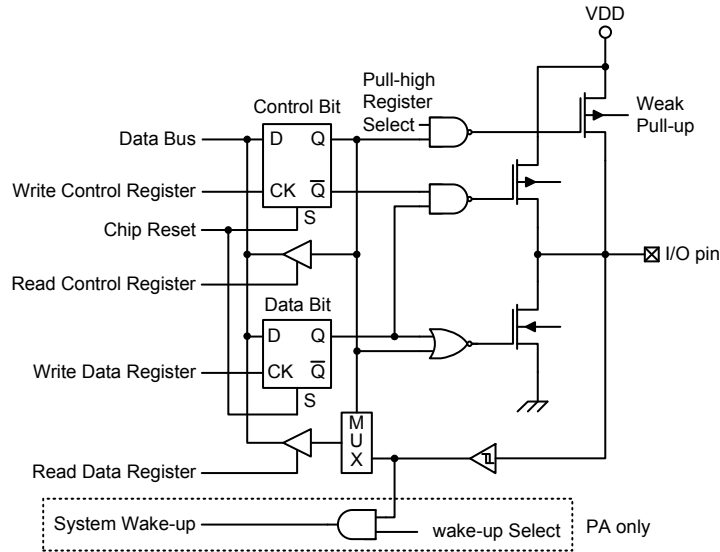 VDD
Pull-high
Register
Select
Control Bit
Weak
Pull-up
Data Bus
D Q
Write Control Register
CK Q
S
Chip Reset
I/O pin
Read Control Register
Data Bit
D Q
Write Data Register
CK Q
S
M
U
X
Read Data Register
System Wake-up
wake-up Select
PA only